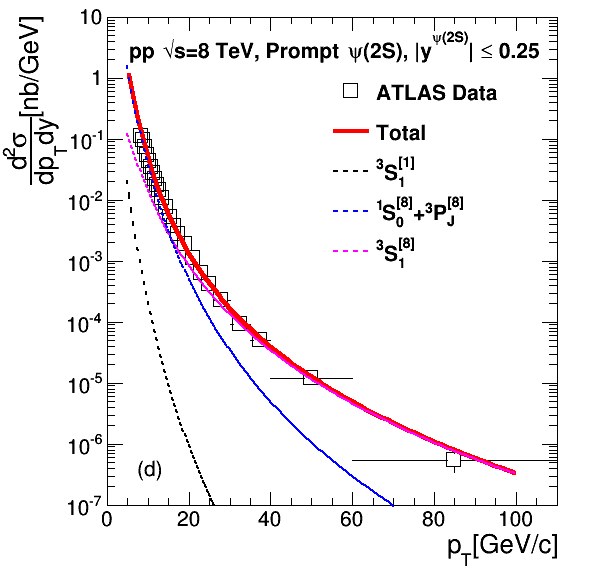 pp √s=8 TeV, Prompt ψ(2S), |y^ψ(2S)| ≤ 0.25
ATLAS Data
Total
³S₁^[1]
¹S₀^[8]+³P_J^[8]
³S₁^[8]
d²σ/dp_Tdy [nb/GeV]
10
1
10⁻¹
10⁻²
10⁻³
10⁻⁴
10⁻⁵
10⁻⁶
10⁻⁷
(d)
0 20 40 60 80 100
p_T[GeV/c]